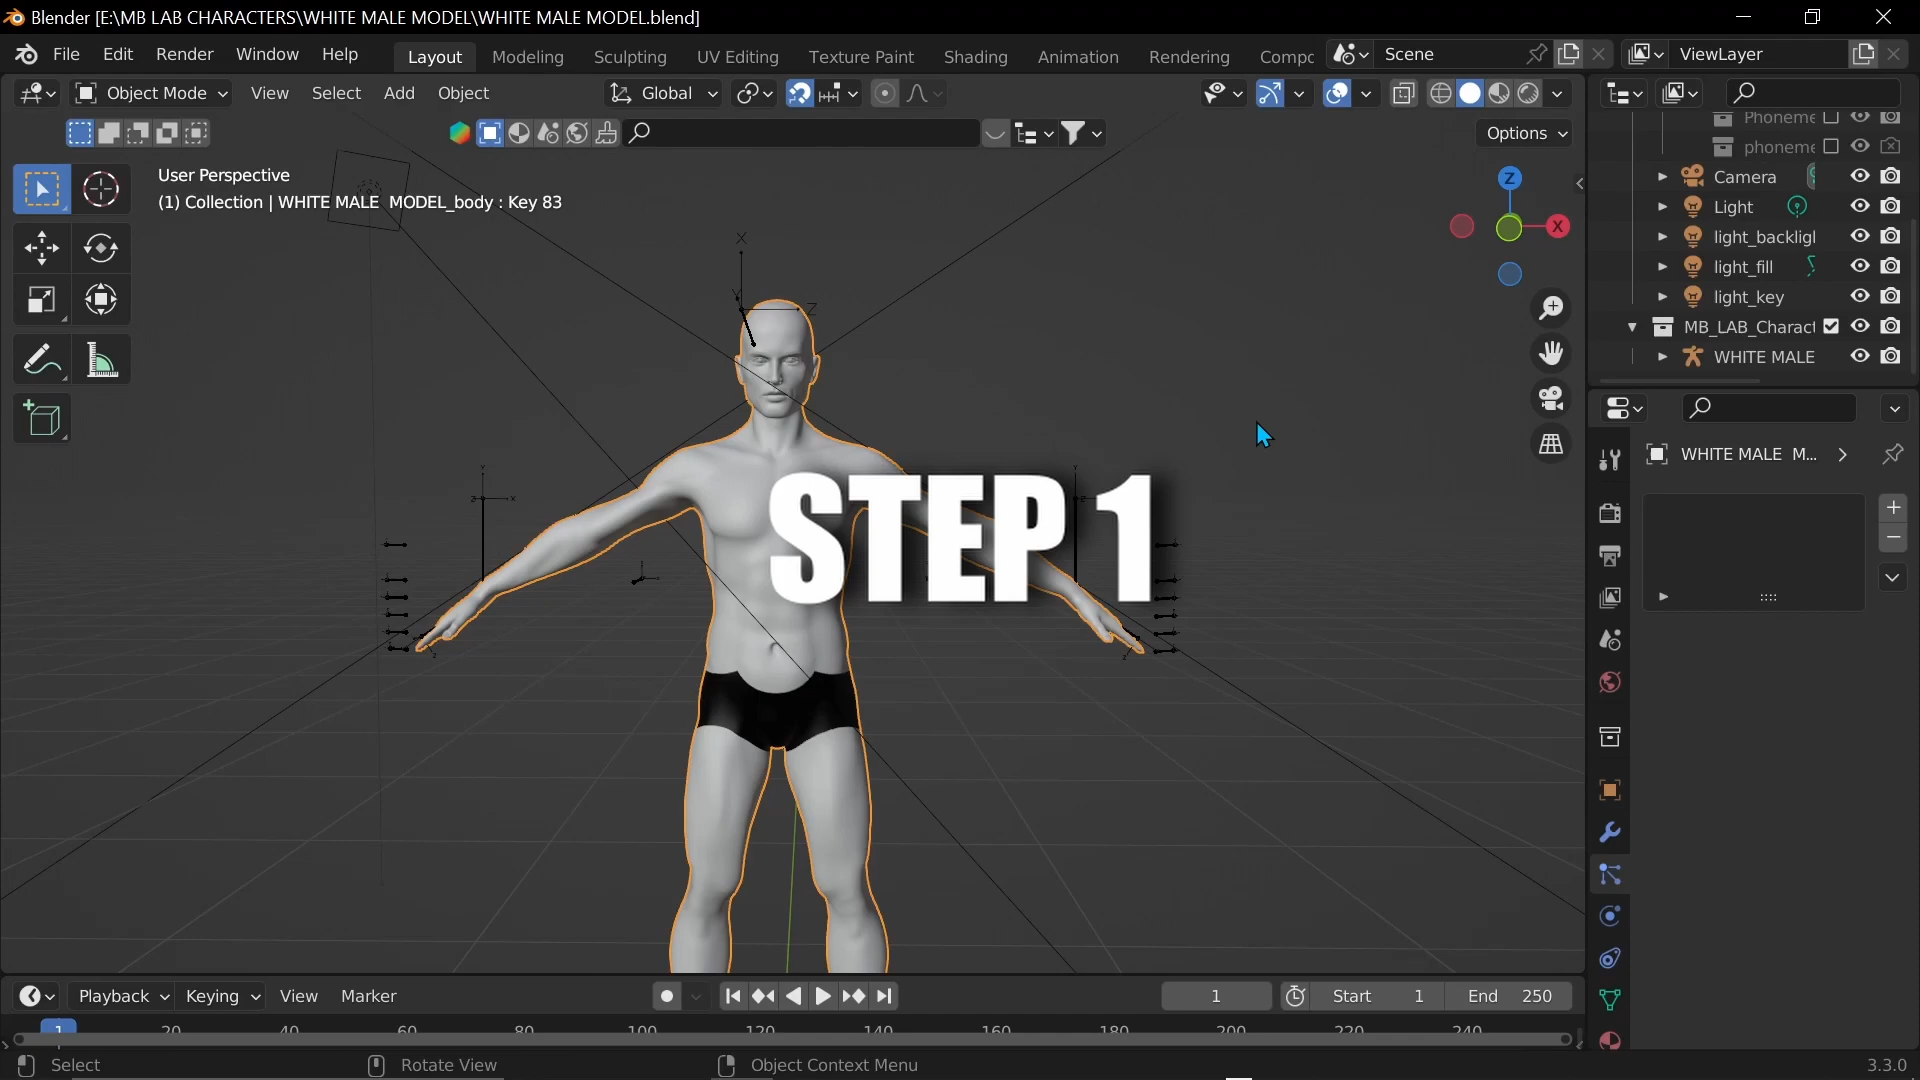 Blender [E:\MB LAB CHARACTERS\WHITE MALE MODEL\WHITE MALE MODEL.blend]
File Edit Render Window Help Layout Modeling Sculpting UV Editing Texture Paint Shading Animation Rendering Compc Scene ViewLayer
Object Mode View Select Add Object Global
Options
User Perspective
(1) Collection | WHITE MALE MODEL_body : Key 83
Z
X
X
Y
Z
Phoneme
phoneme
Camera
Light
light_backligl
light_fill
light_key
MB_LAB_Charact
WHITE MALE
WHITE MALE M...
STEP 1
Playback Keying View Marker 1 Start 1 End 250
1 20 40 60 80 100 120 140 160 180 200 220 240
Select Rotate View Object Context Menu 3.3.0